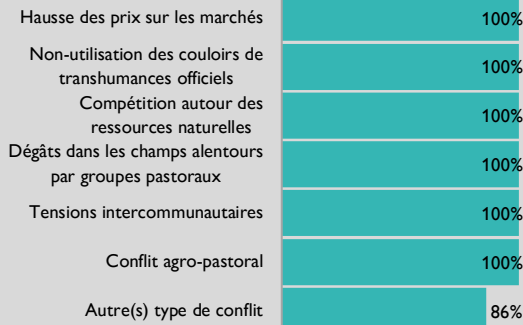 Hausse des prix sur les marchés 100%
Non-utilisation des couloirs de
transhumances officiels 100%
Compétition autour des
ressources naturelles 100%
Dégâts dans les champs alentours
par groupes pastoraux 100%
Tensions intercommunautaires 100%
Conflit agro-pastoral 100%
Autre(s) type de conflit 86%